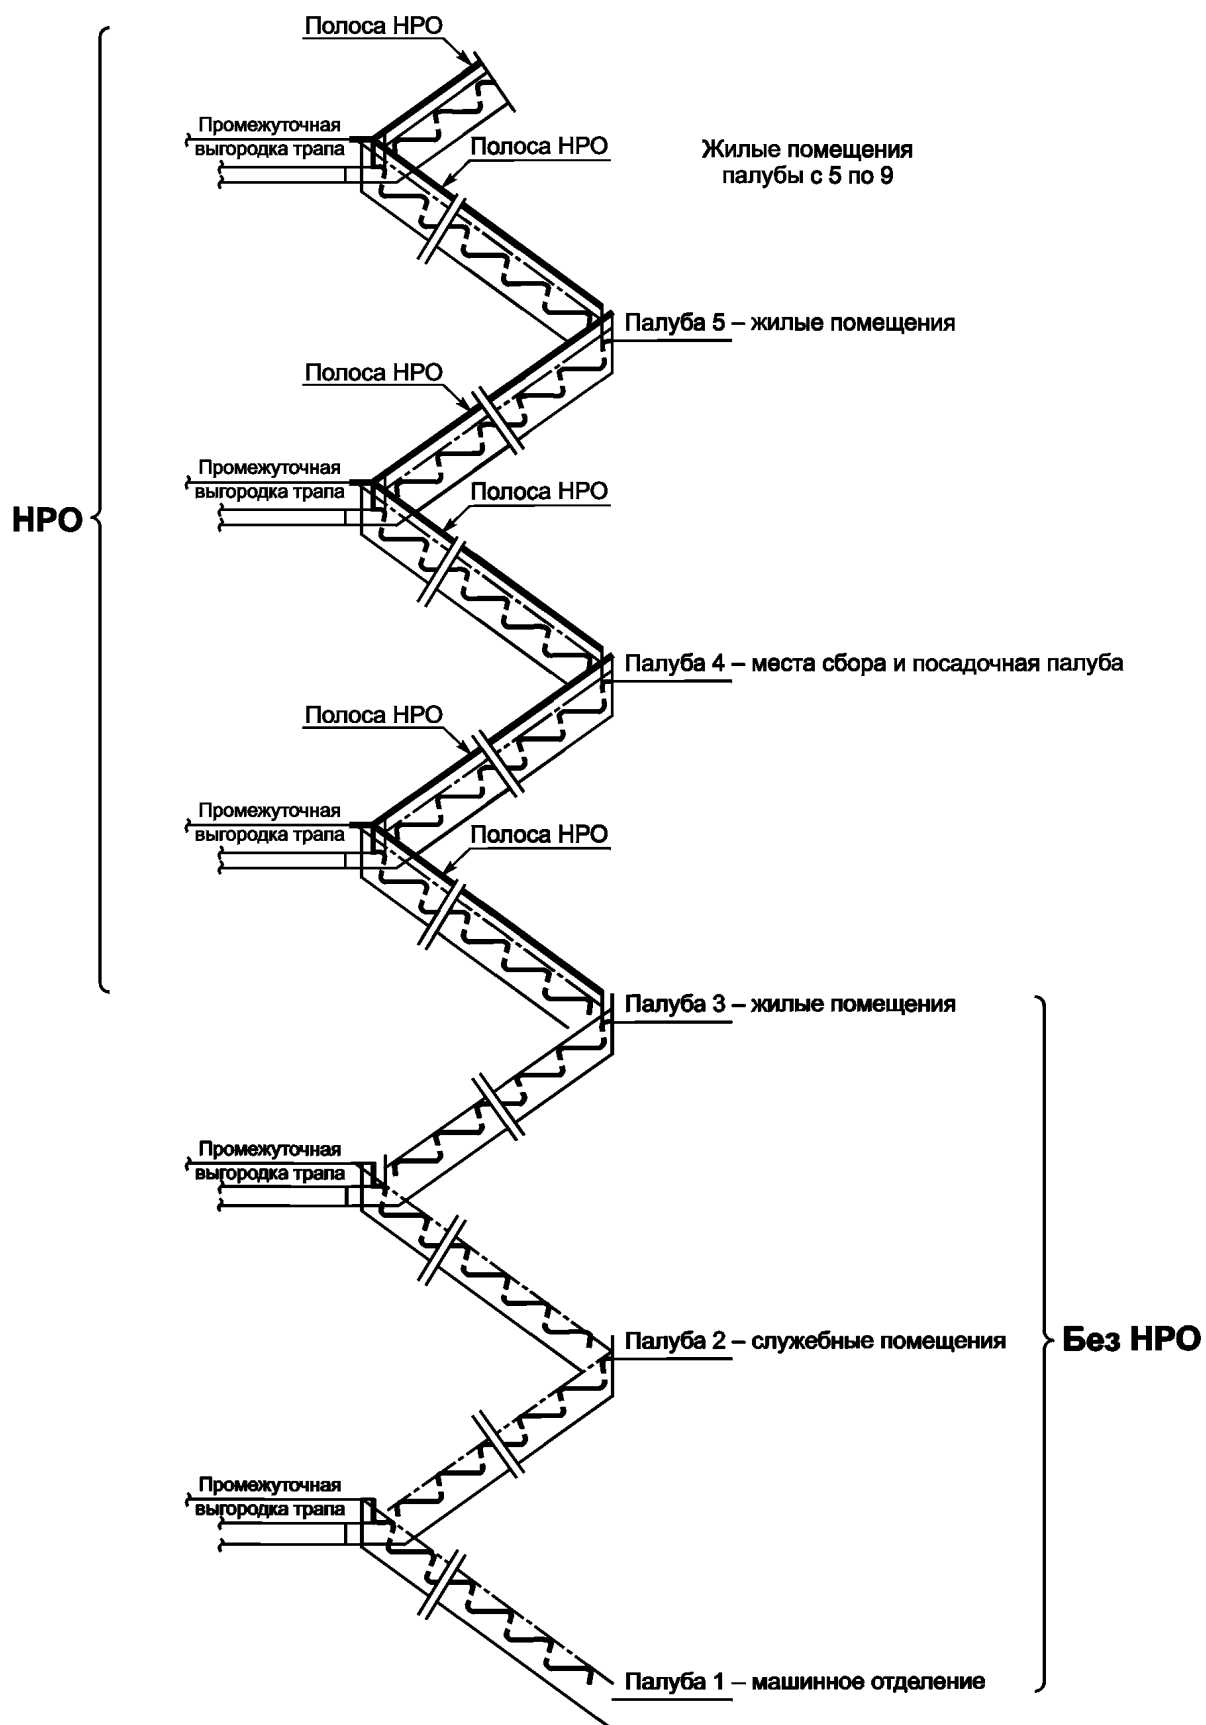 Полоса НРО
Промежуточная
выгородка трапа
Полоса НРО
Жилые помещения
палубы с 5 по 9
Палуба 5 – жилые помещения
Полоса НРО
Промежуточная
выгородка трапа
Полоса НРО
НРО
Палуба 4 – места сбора и посадочная палуба
Полоса НРО
Промежуточная
выгородка трапа
Полоса НРО
Палуба 3 – жилые помещения
Промежуточная
выгородка трапа
Палуба 2 – служебные помещения
Без НРО
Промежуточная
выгородка трапа
Палуба 1 – машинное отделение